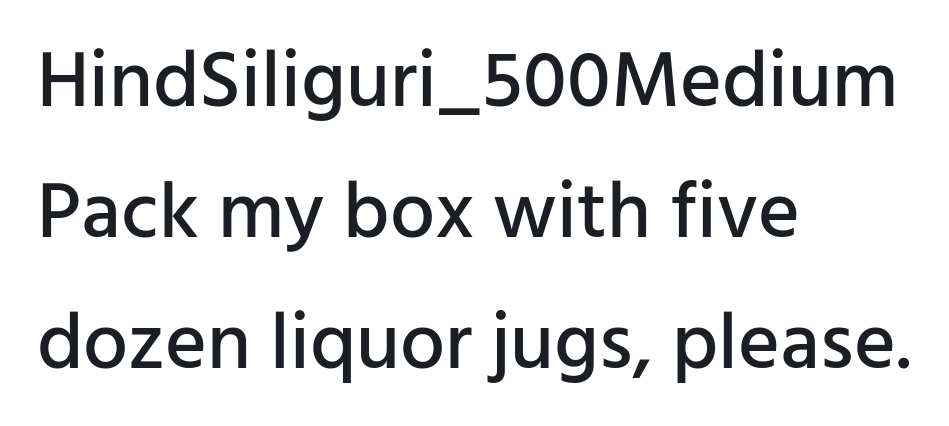 HindSiliguri_500Medium
Pack my box with five
dozen liquor jugs, please.